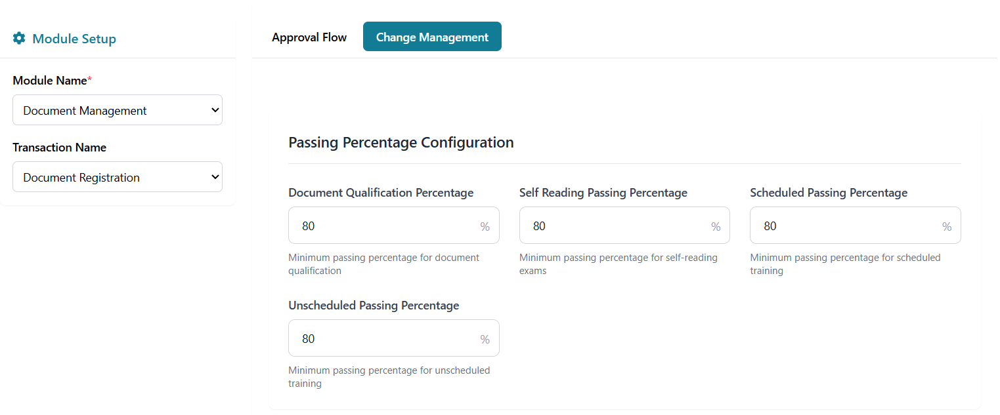 Module Setup
Module Name*
Document Management
Transaction Name
Document Registration
Approval Flow
Change Management
Passing Percentage Configuration
Document Qualification Percentage
80 %
Minimum passing percentage for document
qualification
Self Reading Passing Percentage
80 %
Minimum passing percentage for self-reading
exams
Scheduled Passing Percentage
80 %
Minimum passing percentage for scheduled
training
Unscheduled Passing Percentage
80 %
Minimum passing percentage for unscheduled
training